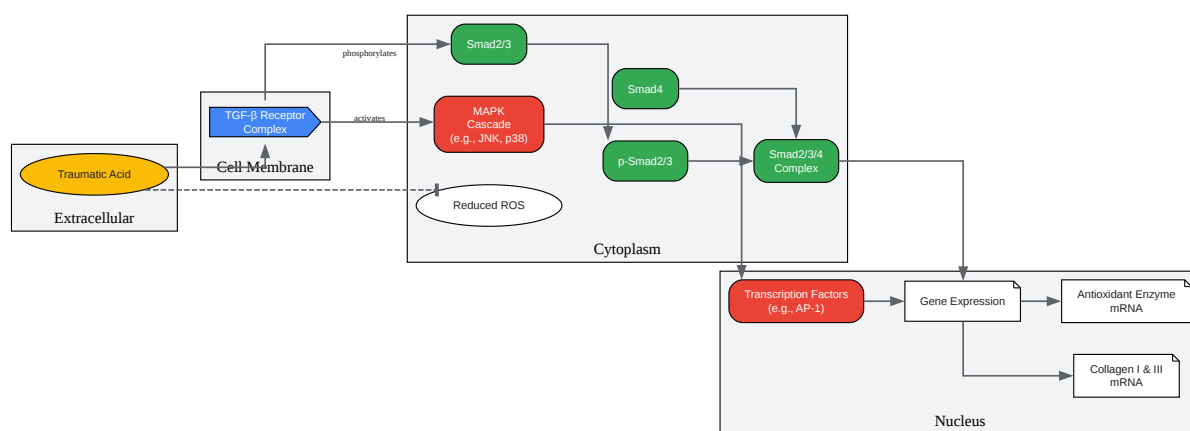 Smad2/3
phosphorylates
Smad4
MAPK
Cascade
(e.g., JNK, p38)
TGF-β Receptor
Complex
activates
Cell Membrane
p-Smad2/3
Smad2/3/4
Complex
Traumatic Acid
Extracellular
Reduced ROS
Cytoplasm
Transcription Factors
(e.g., AP-1)
Gene Expression
Antioxidant Enzyme
mRNA
Collagen I & III
mRNA
Nucleus